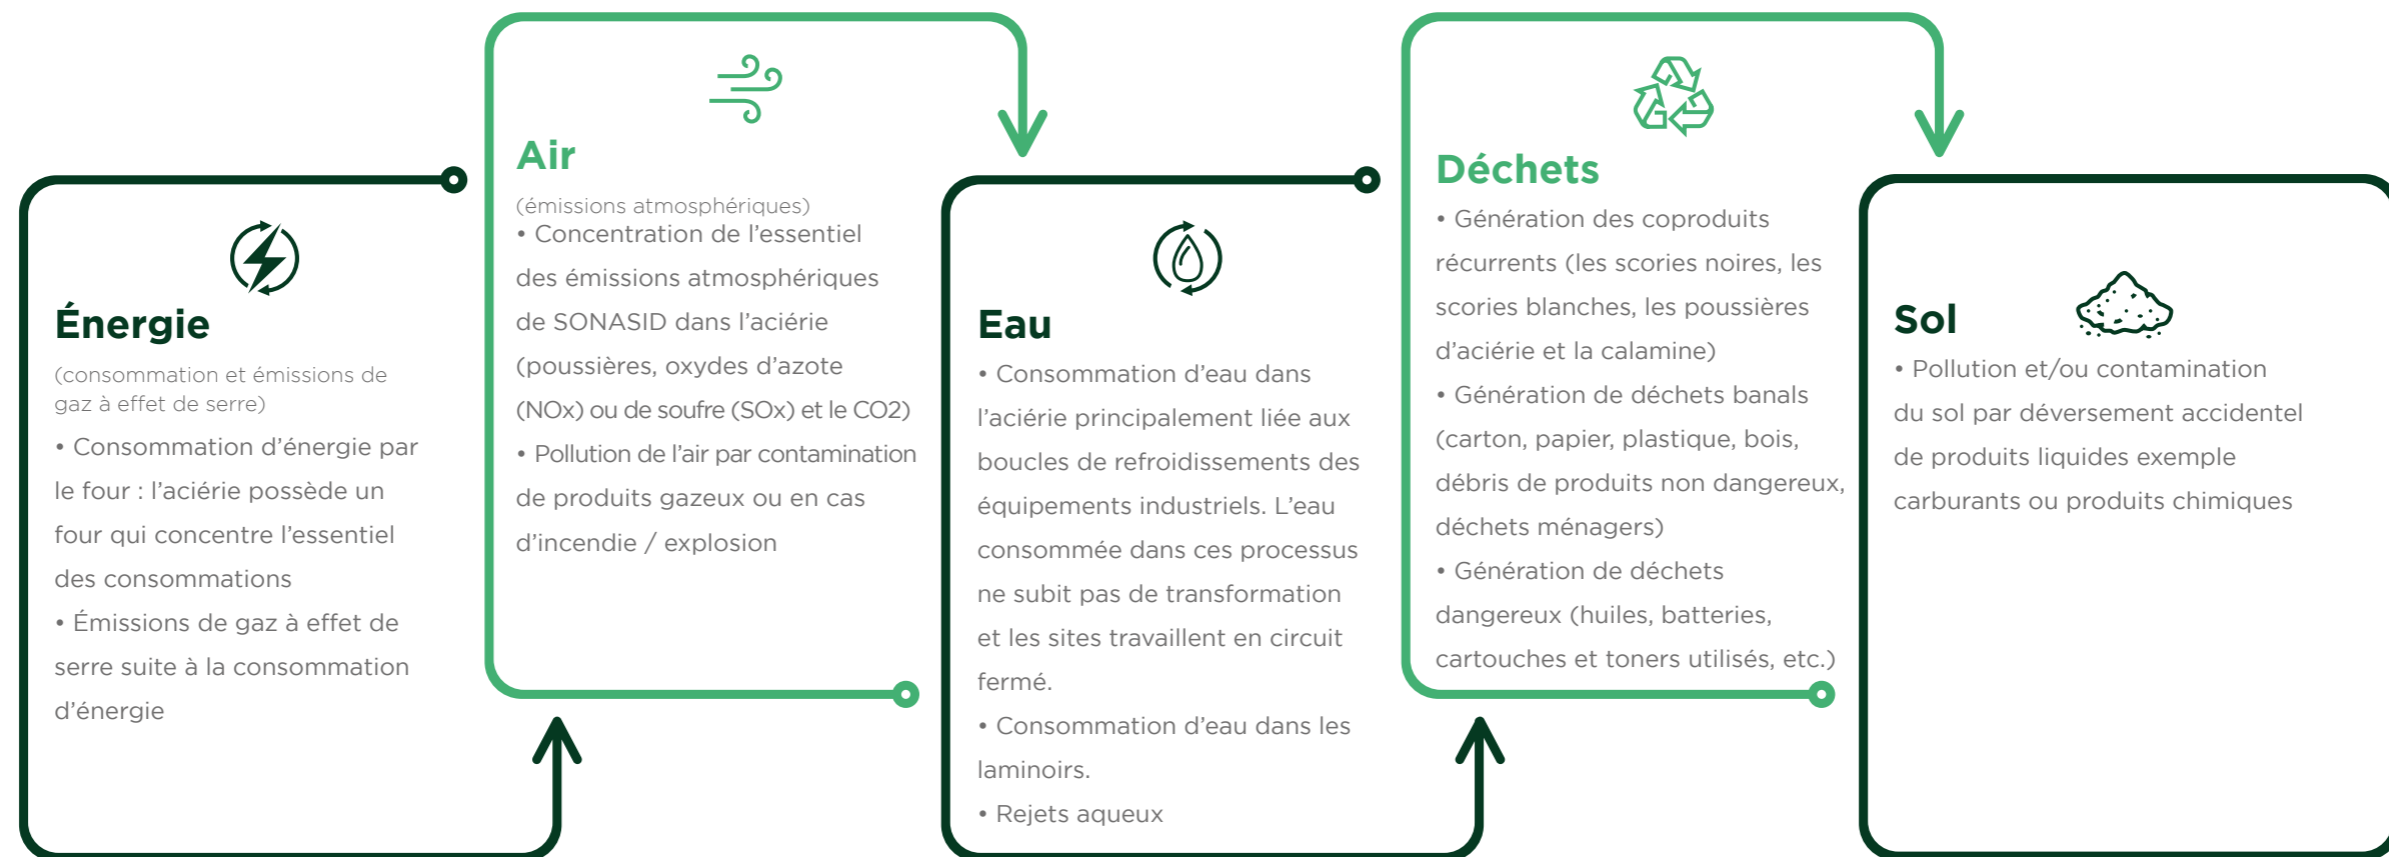 Énergie
(consommation et émissions de
gaz à effet de serre)
• Consommation d’énergie par
le four : l’aciérie possède un
four qui concentre l’essentiel
des consommations
• Émissions de gaz à effet de
serre suite à la consommation
d’énergie
Air
(émissions atmosphériques)
• Concentration de l’essentiel
des émissions atmosphériques
de SONASID dans l’aciérie
(poussières, oxydes d’azote
(NOx) ou de soufre (SOx) et le CO2)
• Pollution de l’air par contamination
de produits gazeux ou en cas
d’incendie / explosion
Eau
• Consommation d’eau dans
l’aciérie principalement liée aux
boucles de refroidissements des
équipements industriels. L’eau
consommée dans ces processus
ne subit pas de transformation
et les sites travaillent en circuit
fermé.
• Consommation d’eau dans les
laminoirs.
• Rejets aqueux
Déchets
• Génération des coproduits
récurrents (les scories noires, les
scories blanches, les poussières
d’aciérie et la calamine)
• Génération de déchets banals
(carton, papier, plastique, bois,
débris de produits non dangereux,
déchets ménagers)
• Génération de déchets
dangereux (huiles, batteries,
cartouches et toners utilisés, etc.)
Sol
• Pollution et/ou contamination
du sol par déversement accidentel
de produits liquides exemple
carburants ou produits chimiques